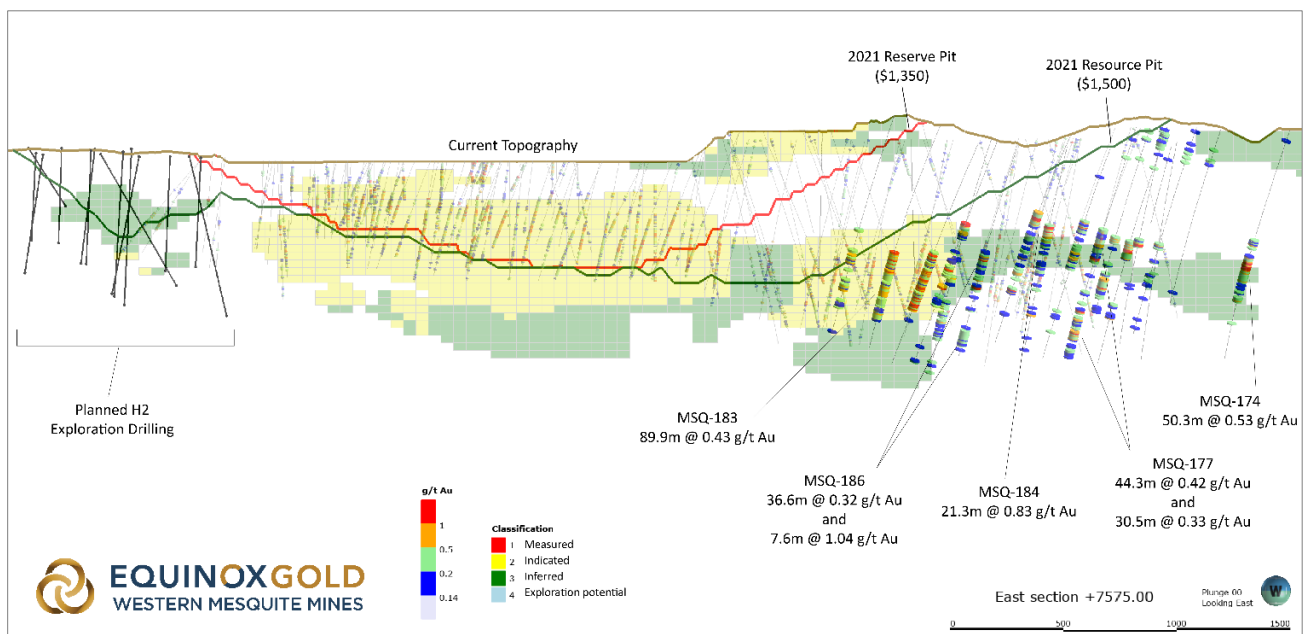 2021 Reserve Pit
($1,350)
2021 Resource Pit
($1,500)
Current Topography
Planned H2
Exploration Drilling
MSQ-183
89.9m @ 0.43 g/t Au
MSQ-186
36.6m @ 0.32 g/t Au
and
7.6m @ 1.04 g/t Au
MSQ-184
21.3m @ 0.83 g/t Au
MSQ-177
44.3m @ 0.42 g/t Au
and
30.5m @ 0.33 g/t Au
MSQ-174
50.3m @ 0.53 g/t Au
g/t Au
1
0.5
0.2
0.14
Classification
1 Measured
2 Indicated
3 Inferred
4 Exploration potential
EQUINOXGOLD
WESTERN MESQUITE MINES
East section +7575.00
Plunge 00
Looking East
W
0 500 1000 1500